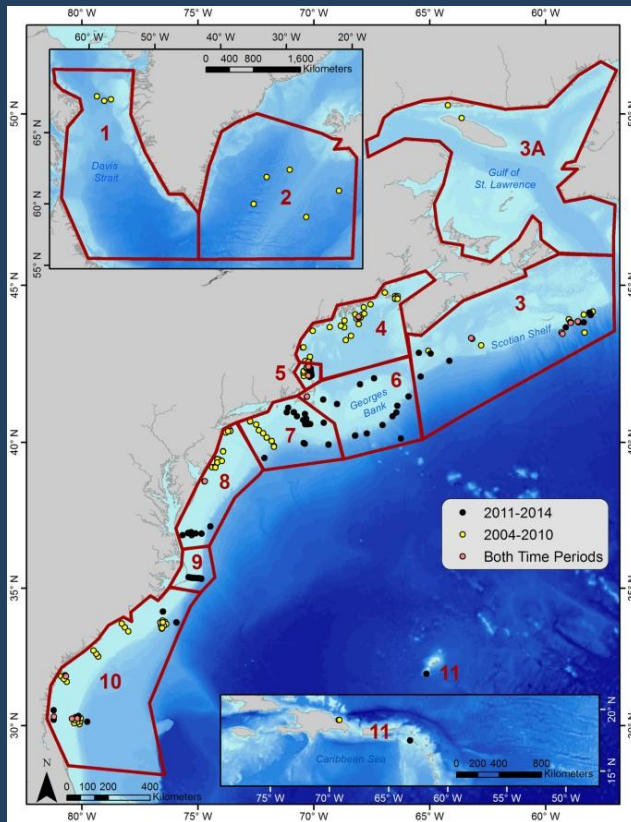 80° W
75° W
70° W
65° W
60° W
60° W
40° W
30° W
20° W
0 400 800 1,600
Kilometers
65° N
60° N
55° N
1
Davis
Strait
2
50° N
50° N
3A
Gulf of
St. Lawrence
45° N
45° N
3
Scotian Shelf
4
5
6
Georges
Bank
7
40° N
40° N
8
2011-2014
2004-2010
Both Time Periods
9
35° N
35° N
10
11
30° N
20° N
15° N
11
Caribbean Sea
0 200 400 800
Kilometers
75° W
70° W
65° W
60° W
N
0 100 200 400
Kilometers
80° W
75° W
70° W
65° W
60° W